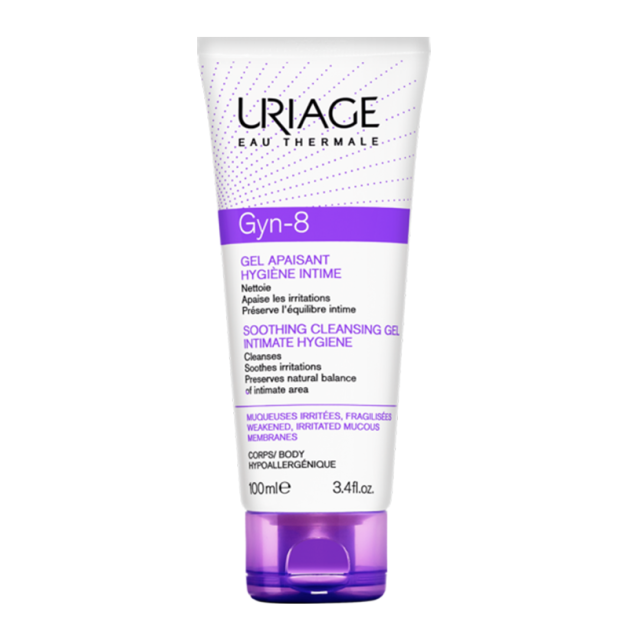 URIAGE
EAU THERMALE
Gyn-8
GEL APAISANT
HYGIÈNE INTIME
Nettoie
Apaise les irritations
Préserve l'équilibre intime
SOOTHING CLEANSING GEL
INTIMATE HYGIENE
Cleanses
Soothes irritations
Preserves natural balance
of intimate area
MUQUEUSES IRRITÉES, FRAGILISÉES
WEAKENED, IRRITATED MUCOUS
MEMBRANES
CORPS/ BODY
HYPOALLERGÉNIQUE
100ml℮ 3.4fl.oz.